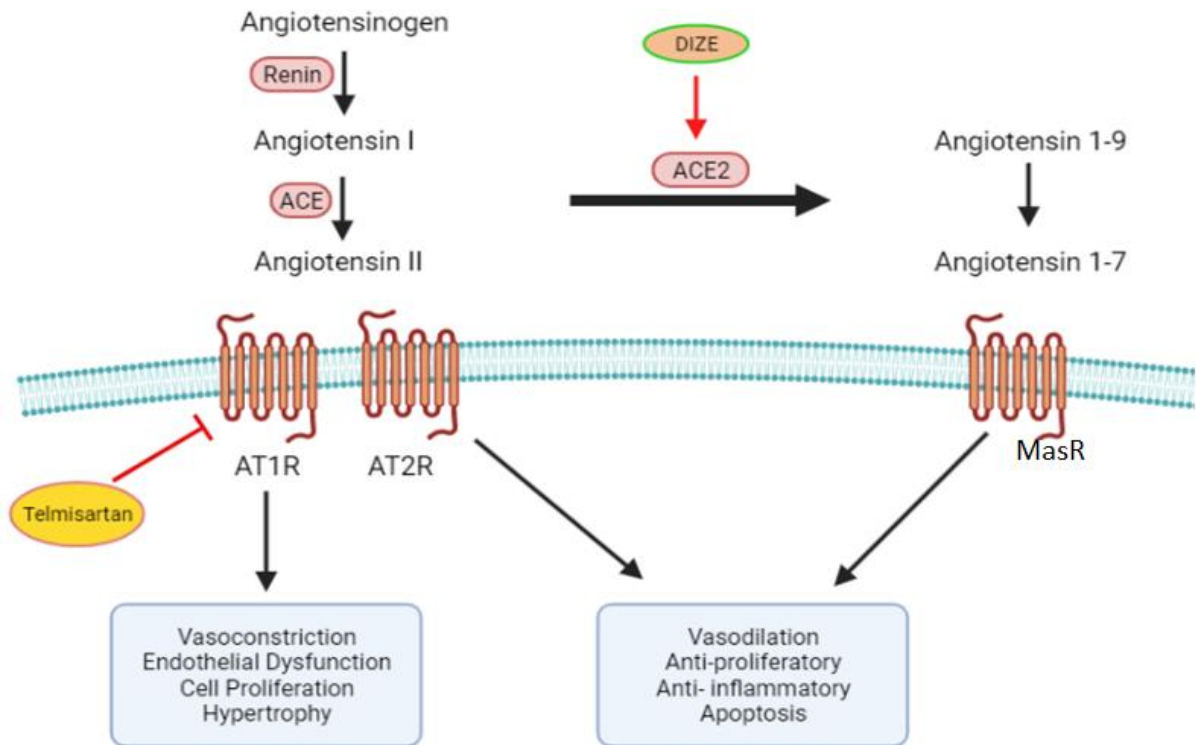 Angiotensinogen
Renin
Angiotensin I
ACE
Angiotensin II
DIZE
ACE2
Angiotensin 1-9
Angiotensin 1-7
AT1R
AT2R
MasR
Telmisartan
Vasoconstriction
Endothelial Dysfunction
Cell Proliferation
Hypertrophy
Vasodilation
Anti-proliferatory
Anti- inflammatory
Apoptosis